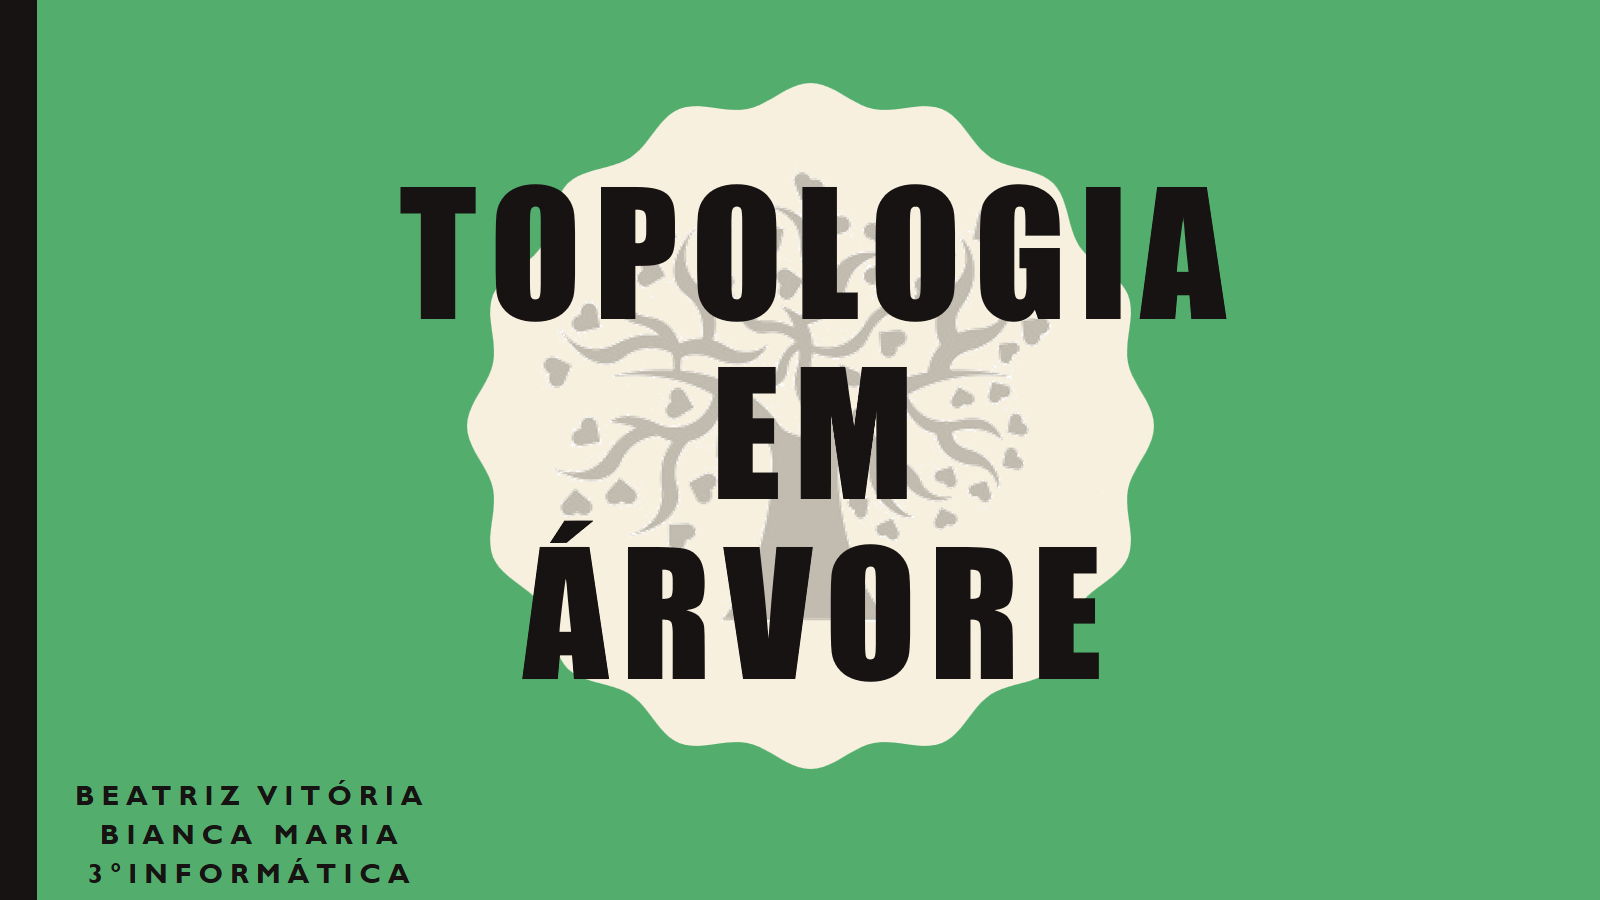 TOPOLOGIA
EM
ÁRVORE
BEATRIZ VITÓRIA
BIANCA MARIA
3°INFORMÁTICA